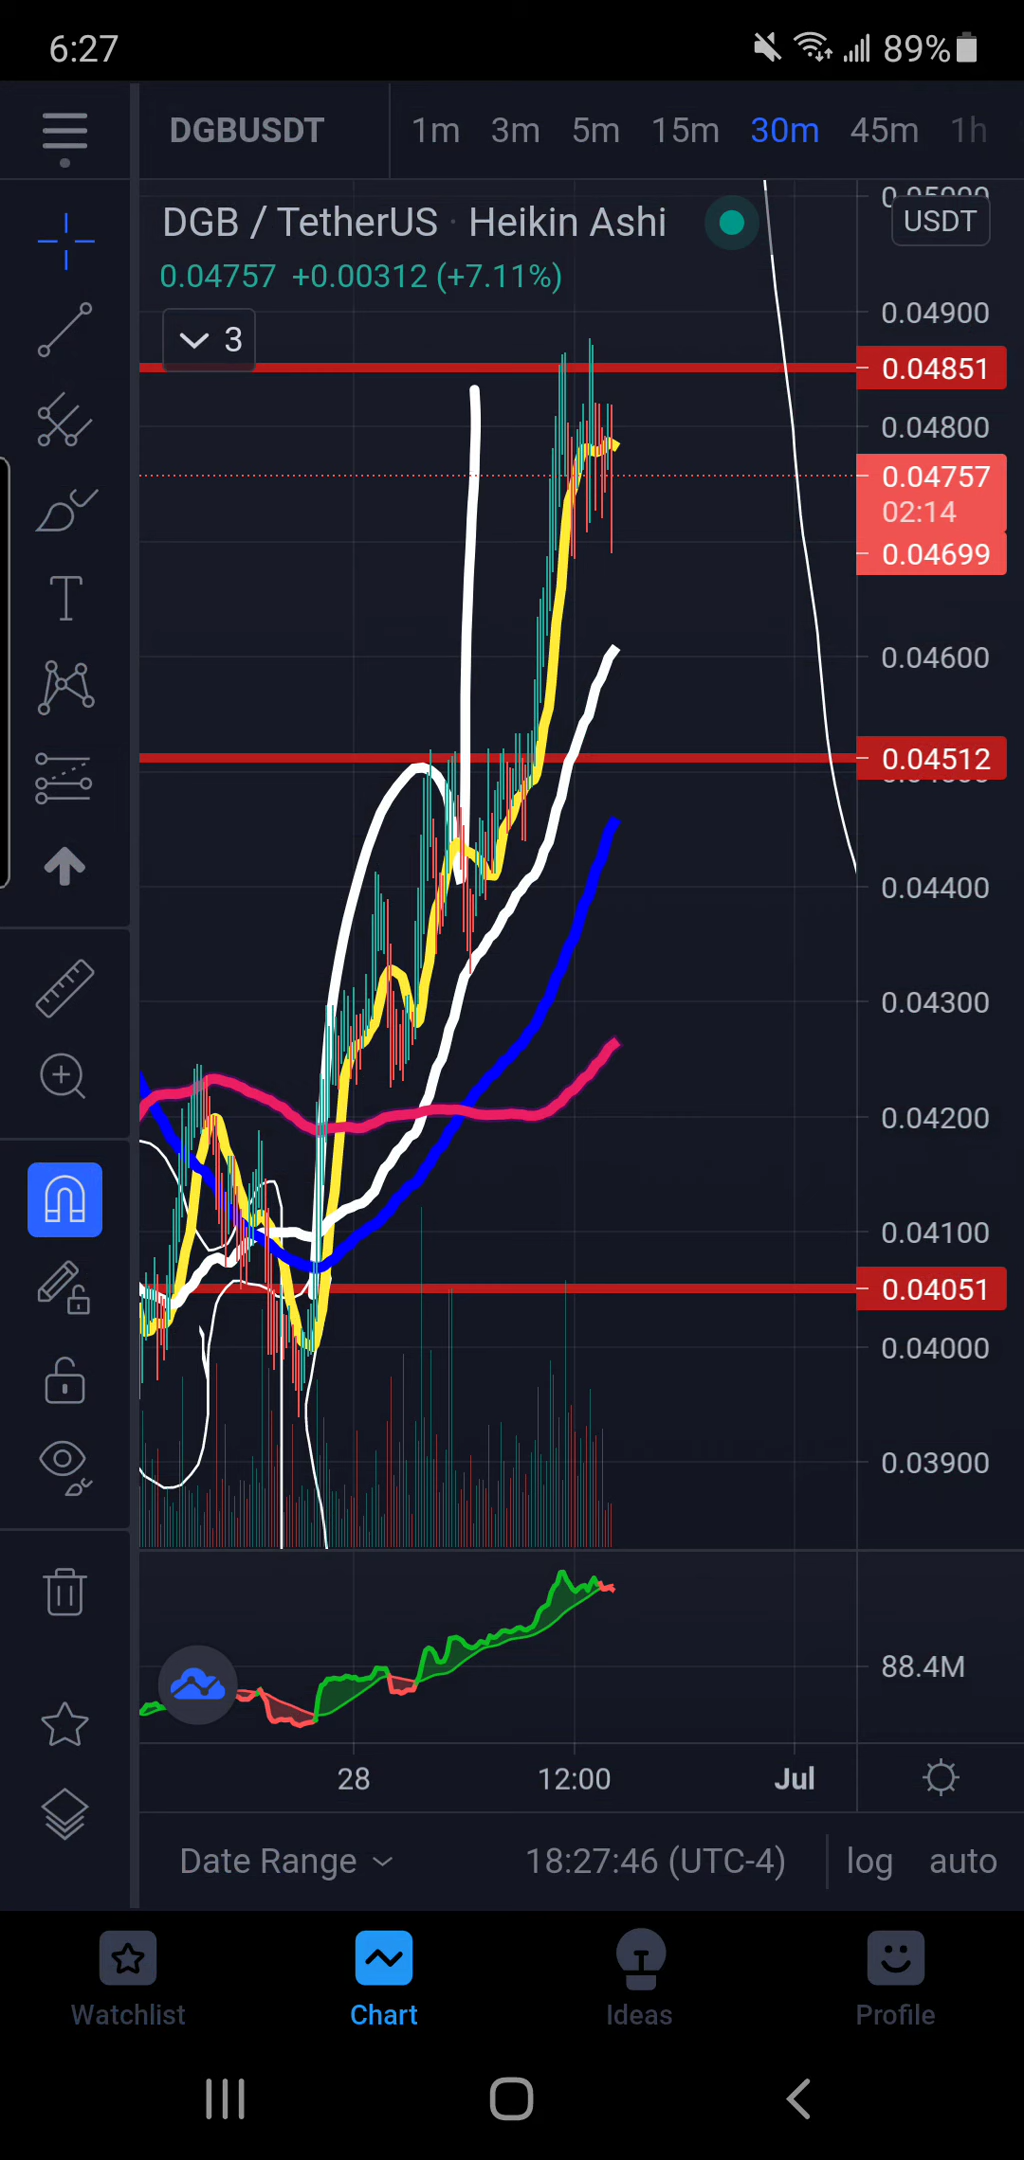 6:27 89%
DGBUSDT 1m 3m 5m 15m 30m 45m 1h
DGB / TetherUS · Heikin Ashi
0.04757 +0.00312 (+7.11%)
3
USDT
0.05000
0.04900
0.04851
0.04800
0.04757
02:14
0.04699
0.04600
0.04512
0.04400
0.04300
0.04200
0.04100
0.04051
0.04000
0.03900
88.4M
28 12:00 Jul
Date Range 18:27:46 (UTC-4) log auto
Watchlist Chart Ideas Profile